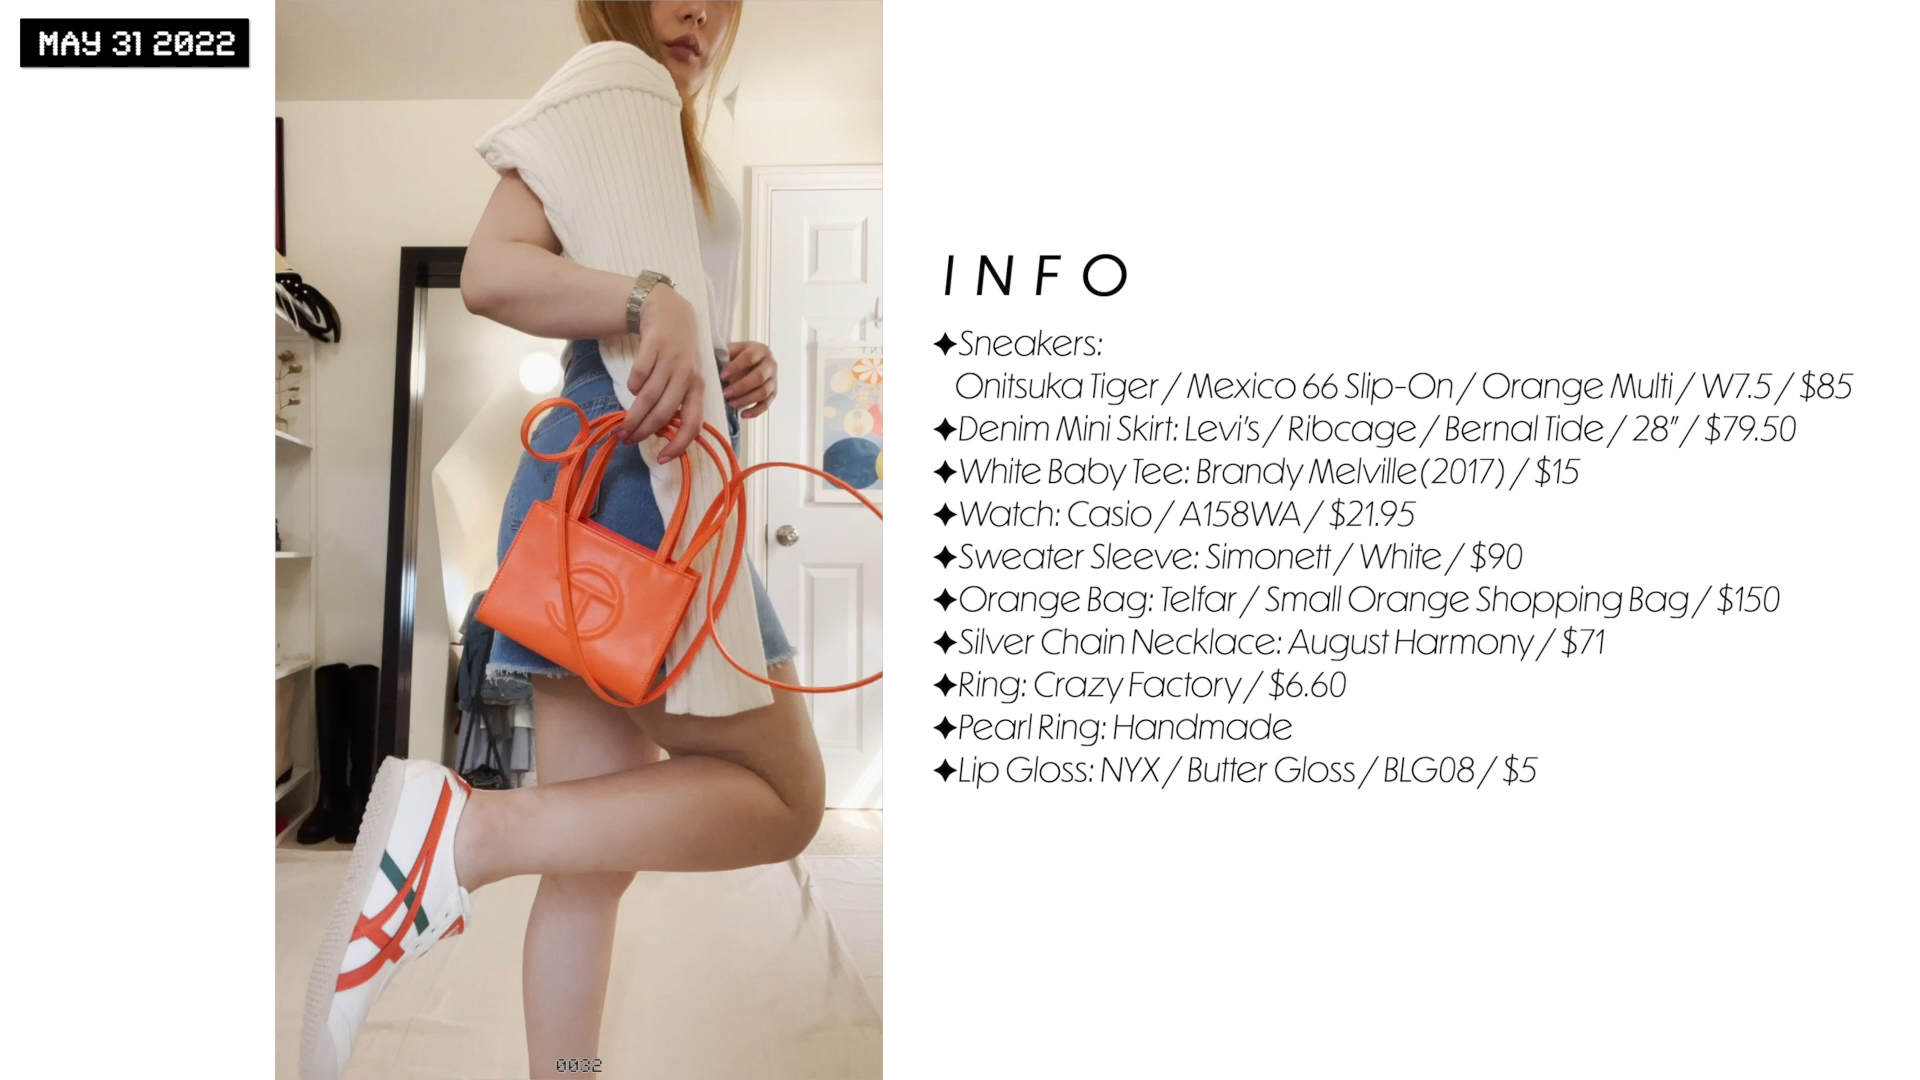 MAY 31 2022
INFO
✦Sneakers:
Onitsuka Tiger / Mexico 66 Slip-On / Orange Multi / W7.5 / $85
✦Denim Mini Skirt: Levi's / Ribcage / Bernal Tide / 28" / $79.50
✦White Baby Tee: Brandy Melville(2017) / $15
✦Watch: Casio / A158WA / $21.95
✦Sweater Sleeve: Simonett / White / $90
✦Orange Bag: Telfar / Small Orange Shopping Bag / $150
✦Silver Chain Necklace: August Harmony / $71
✦Ring: Crazy Factory / $6.60
✦Pearl Ring: Handmade
✦Lip Gloss: NYX / Butter Gloss / BLG08 / $5
0032